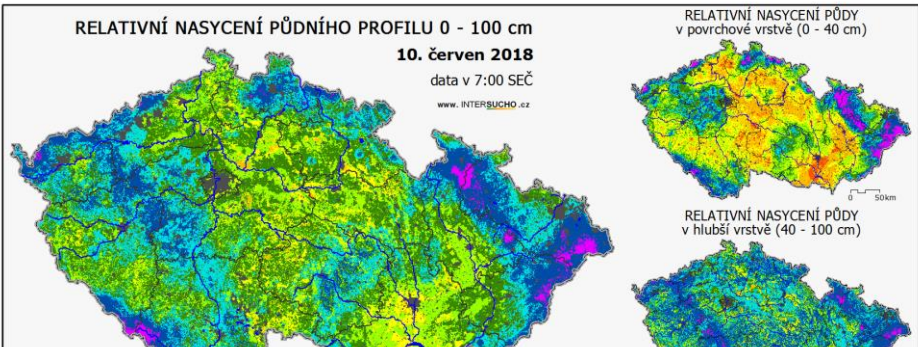 RELATIVNÍ NASYCENÍ PŮDNÍHO PROFILU 0 - 100 cm
10. červen 2018
data v 7:00 SEČ
www. INTERSUCHO .cz
RELATIVNÍ NASYCENÍ PŮDY
v povrchové vrstvě (0 - 40 cm)
0 50km
RELATIVNÍ NASYCENÍ PŮDY
v hlubší vrstvě (40 - 100 cm)